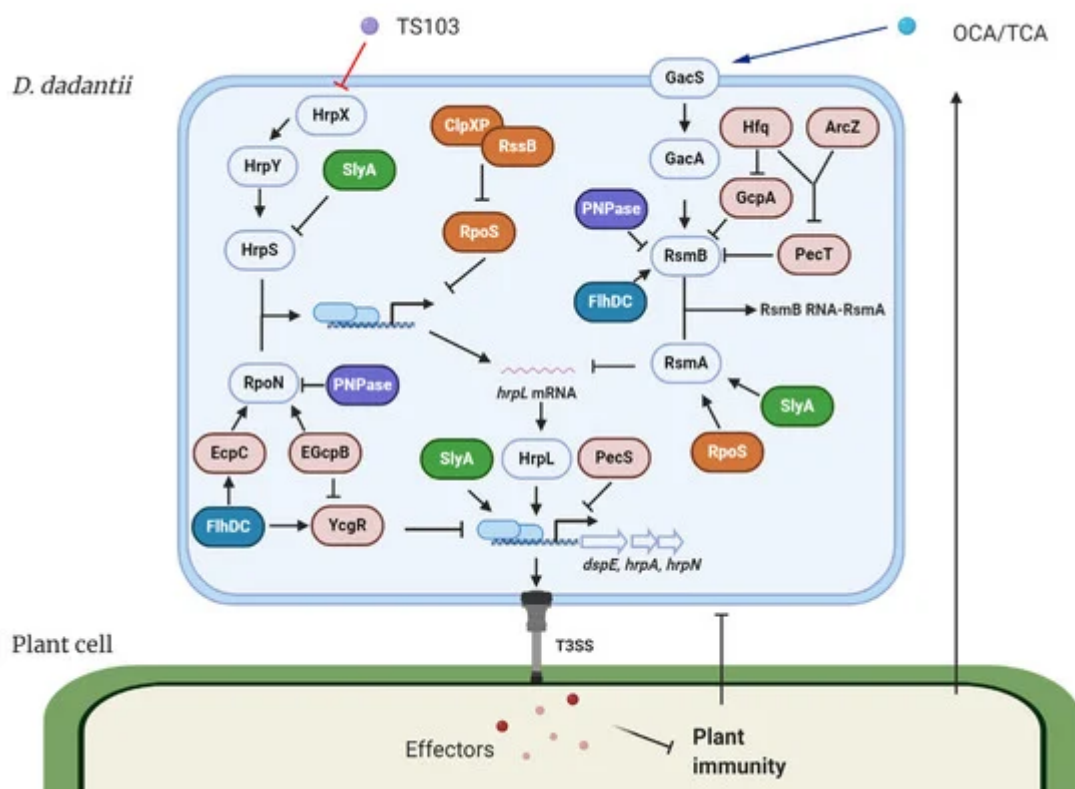 TS103
OCA/TCA
D. dadantii
GacS
HrpX
ClpXP
RssB
Hfq
ArcZ
HrpY
SlyA
GacA
GcpA
PNPase
RpoS
HrpS
RsmB
PecT
FlhDC
RsmB RNA-RsmA
RpoN
PNPase
hrpL mRNA
RsmA
SlyA
EcpC
EGcpB
SlyA
HrpL
PecS
RpoS
FlhDC
YcgR
dspE, hrpA, hrpN
Plant cell
T3SS
Effectors
Plant
immunity